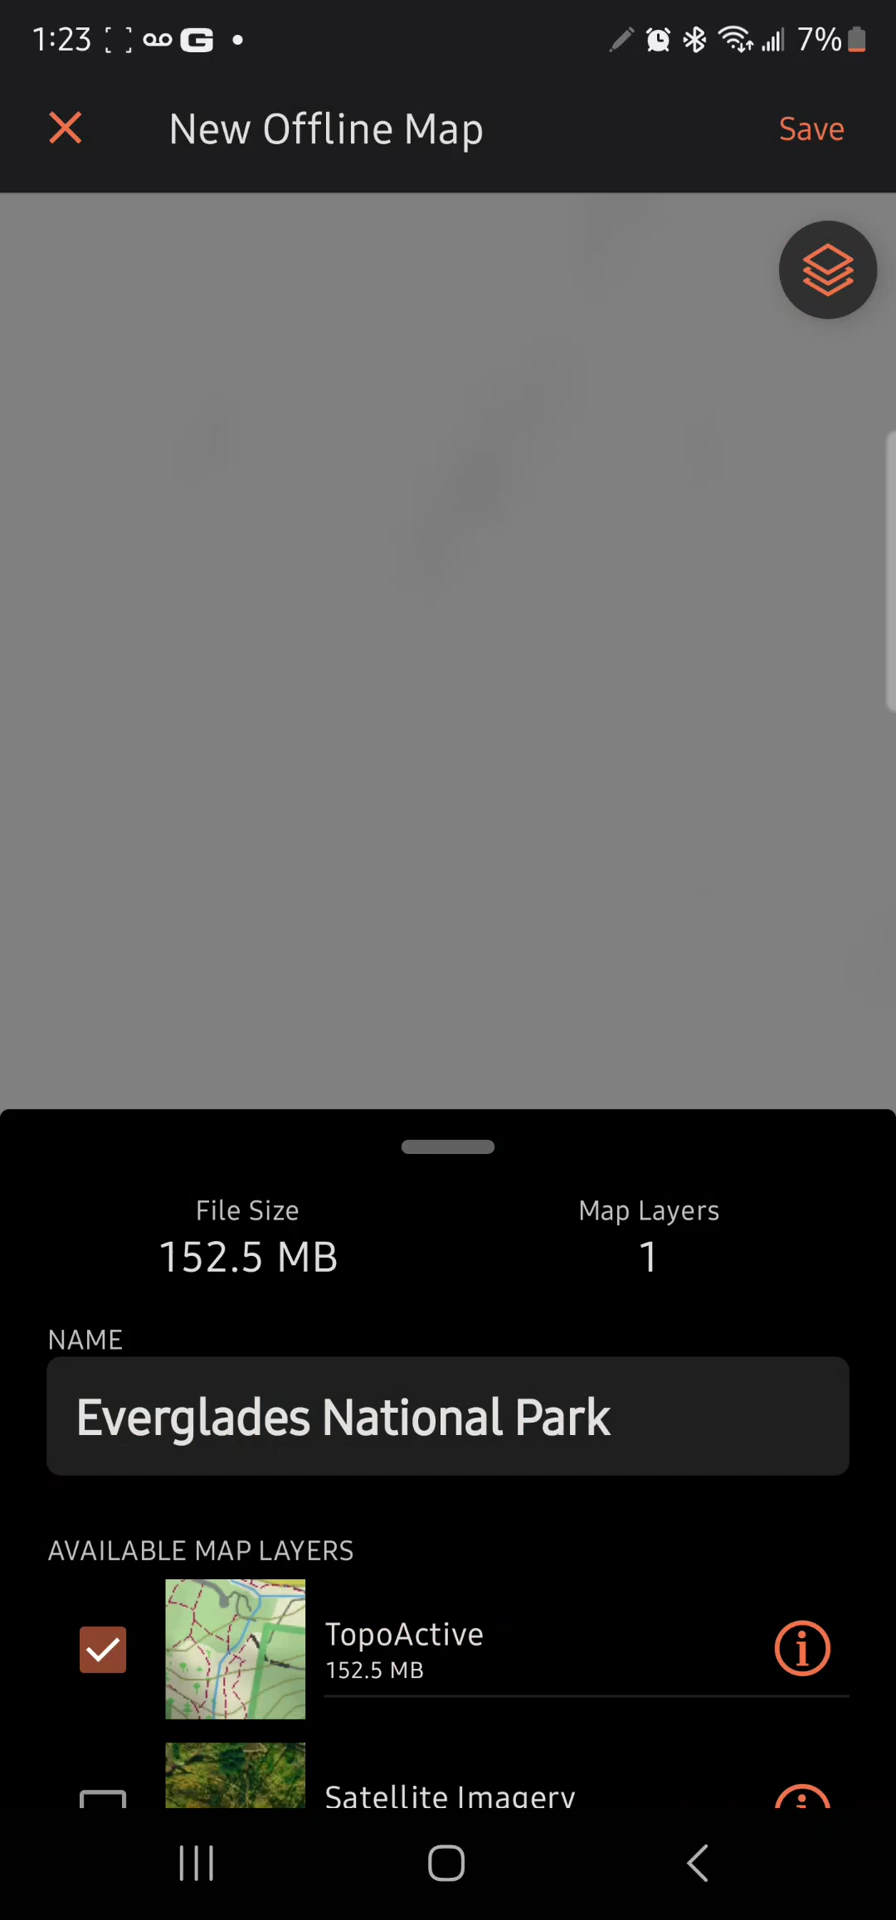 1:23
7%
New Offline Map
Save
File Size
152.5 MB
Map Layers
1
NAME
Everglades National Park
AVAILABLE MAP LAYERS
TopoActive
152.5 MB
Satellite Imagery